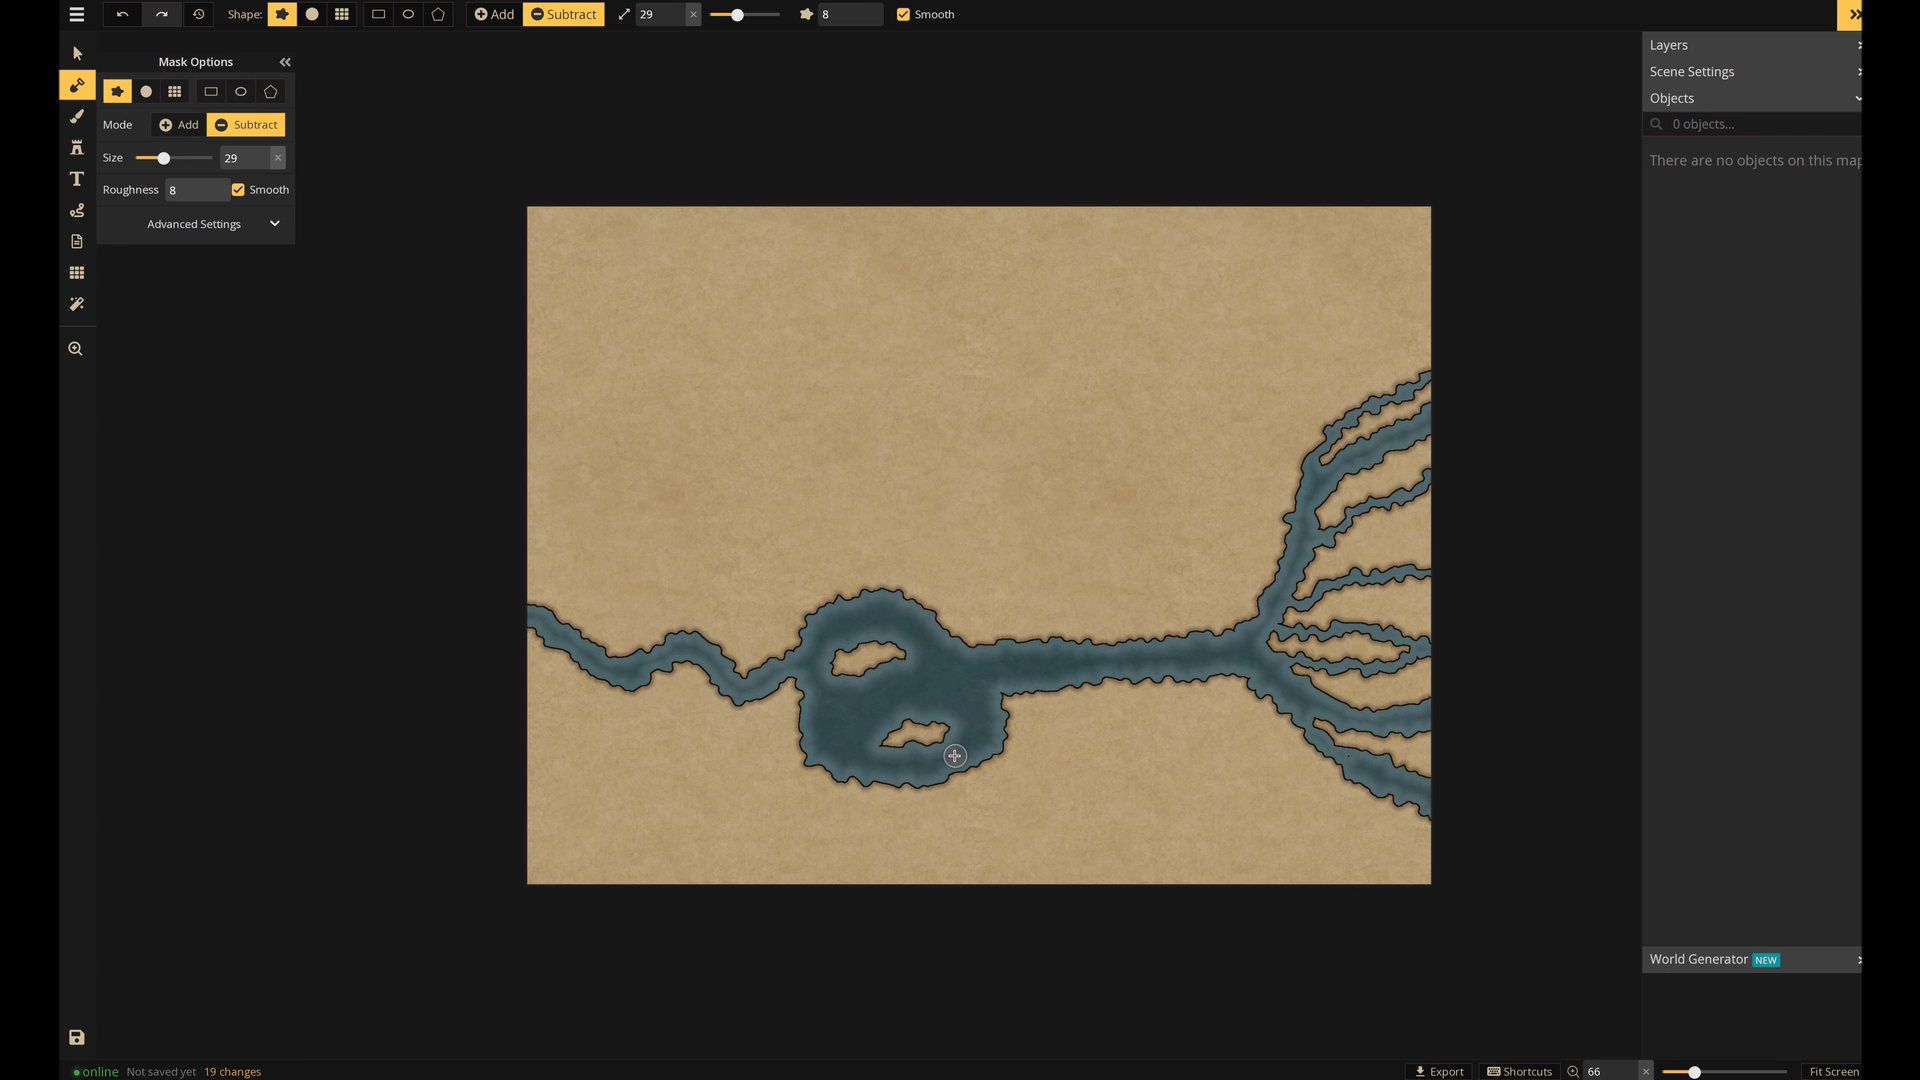 Shape: Add Subtract 29 × 8 Smooth
Mask Options
Mode Add Subtract
Size 29 ×
Roughness 8 Smooth
Advanced Settings
Layers
Scene Settings
Objects
0 objects...
There are no objects on this map
World Generator NEW
online Not saved yet 19 changes
Export Shortcuts 66 × Fit Screen